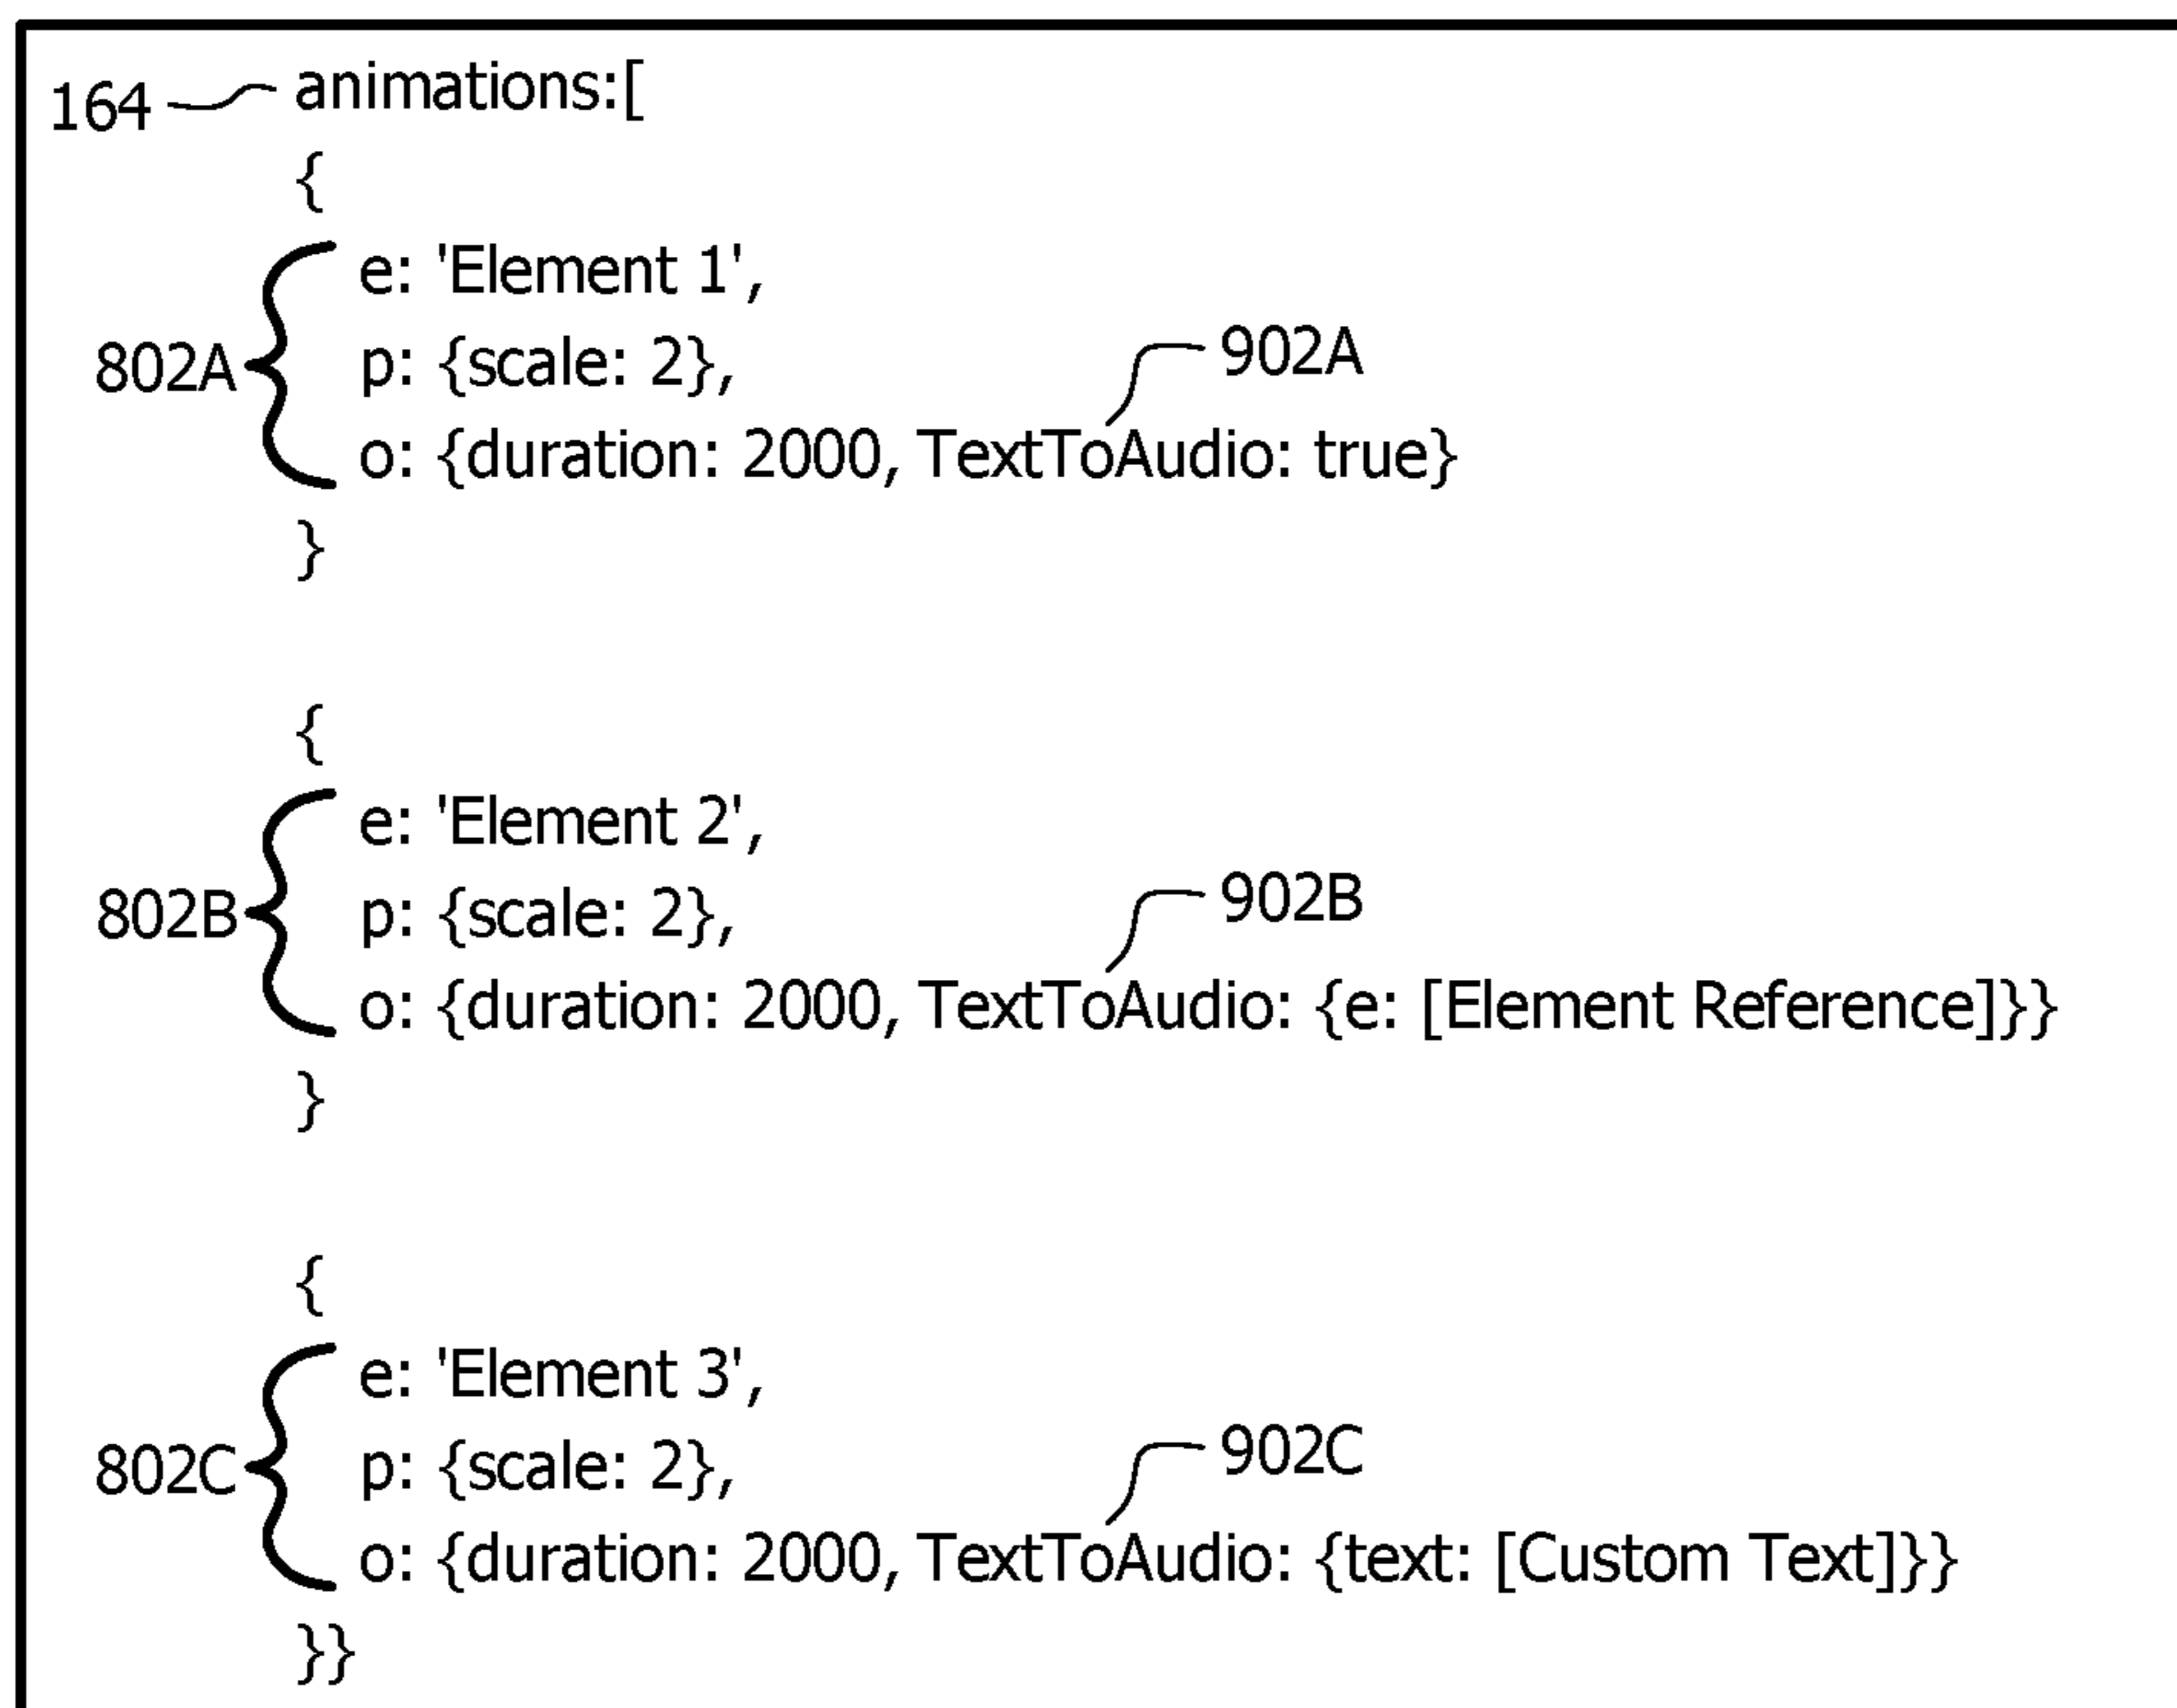 164 animations:[
{
e: 'Element 1',
802A p: {scale: 2}, 902A
o: {duration: 2000, TextToAudio: true}
}
{
e: 'Element 2',
802B p: {scale: 2}, 902B
o: {duration: 2000, TextToAudio: {e: [Element Reference]}}
}
{
e: 'Element 3',
802C p: {scale: 2}, 902C
o: {duration: 2000, TextToAudio: {text: [Custom Text]}}
}}